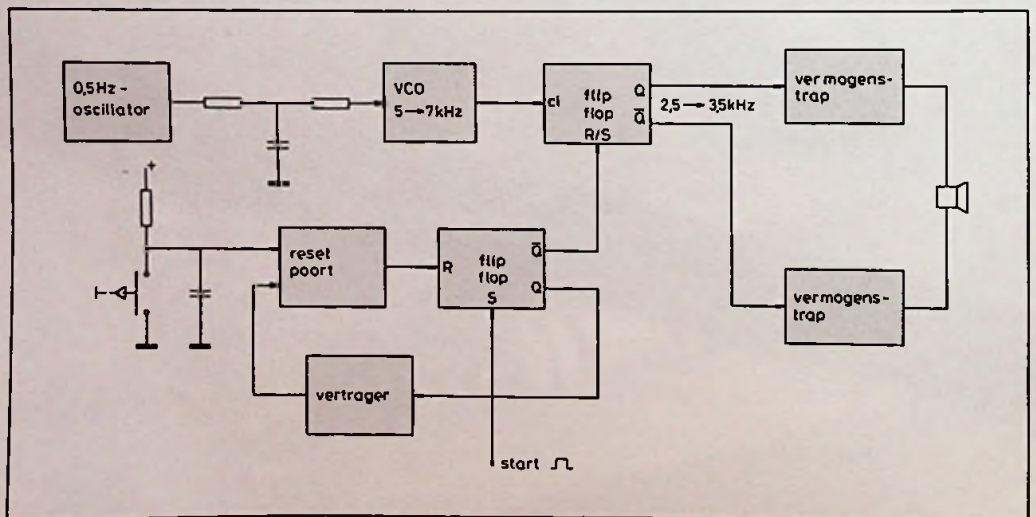 0,5Hz-
oscillator
VCO
5→7kHz
cl
flip
flop
R/S
Q
Q̅
2,5→3,5kHz
vermogens-
trap
+
reset
poort
R
flip
flop
S
Q̅
Q
vermogens-
trap
vertrager
start